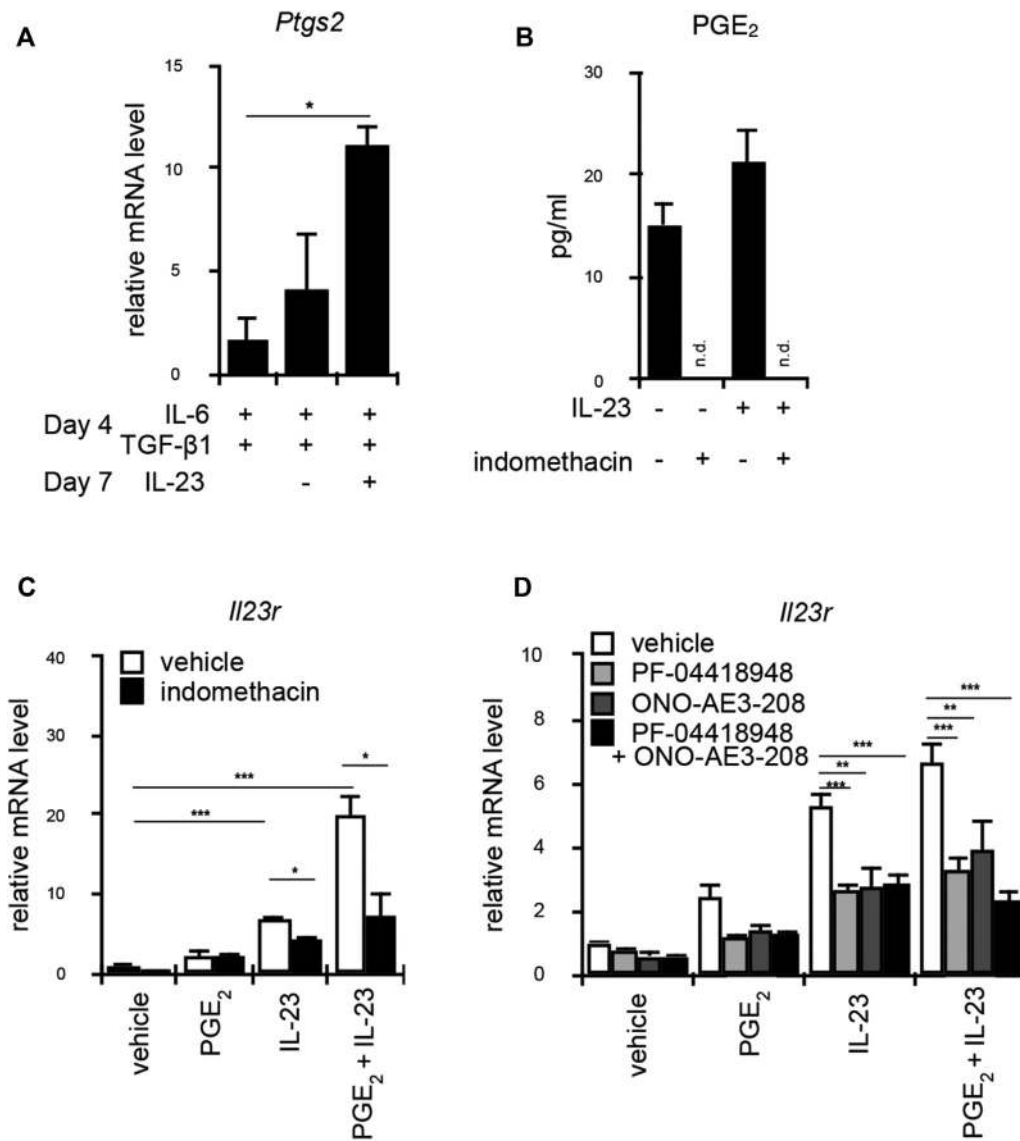 A
Ptgs2
relative mRNA level
15
10
5
0
*
Day 4 IL-6 + + +
TGF-β1 + + +
Day 7 IL-23 - +
B
PGE2
pg/ml
30
20
10
0
n.d.
n.d.
IL-23 - - + +
indomethacin - + - +
C
Il23r
vehicle
indomethacin
relative mRNA level
40
30
20
10
0
***
***
*
*
vehicle
PGE2
IL-23
PGE2 + IL-23
D
Il23r
vehicle
PF-04418948
ONO-AE3-208
PF-04418948
+ ONO-AE3-208
relative mRNA level
10
8
6
4
2
0
***
**
***
***
**
***
vehicle
PGE2
IL-23
PGE2 + IL-23